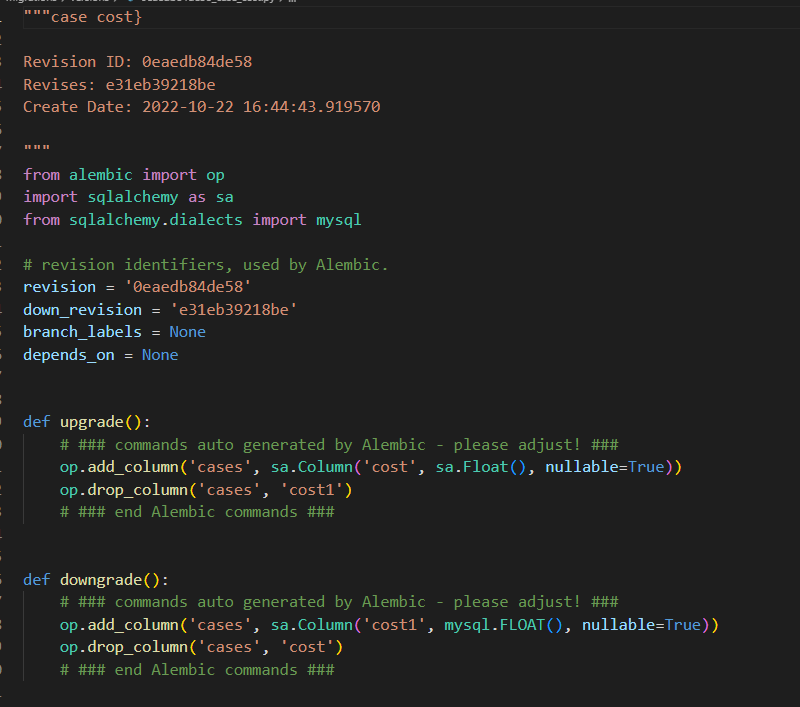 """case cost}
Revision ID: 0eaedb84de58
Revises: e31eb39218be
Create Date: 2022-10-22 16:44:43.919570
"""
from alembic import op
import sqlalchemy as sa
from sqlalchemy.dialects import mysql
# revision identifiers, used by Alembic.
revision = '0eaedb84de58'
down_revision = 'e31eb39218be'
branch_labels = None
depends_on = None
def upgrade():
    # ### commands auto generated by Alembic - please adjust! ###
    op.add_column('cases', sa.Column('cost', sa.Float(), nullable=True))
    op.drop_column('cases', 'cost1')
    # ### end Alembic commands ###
def downgrade():
    # ### commands auto generated by Alembic - please adjust! ###
    op.add_column('cases', sa.Column('cost1', mysql.FLOAT(), nullable=True))
    op.drop_column('cases', 'cost')
    # ### end Alembic commands ###